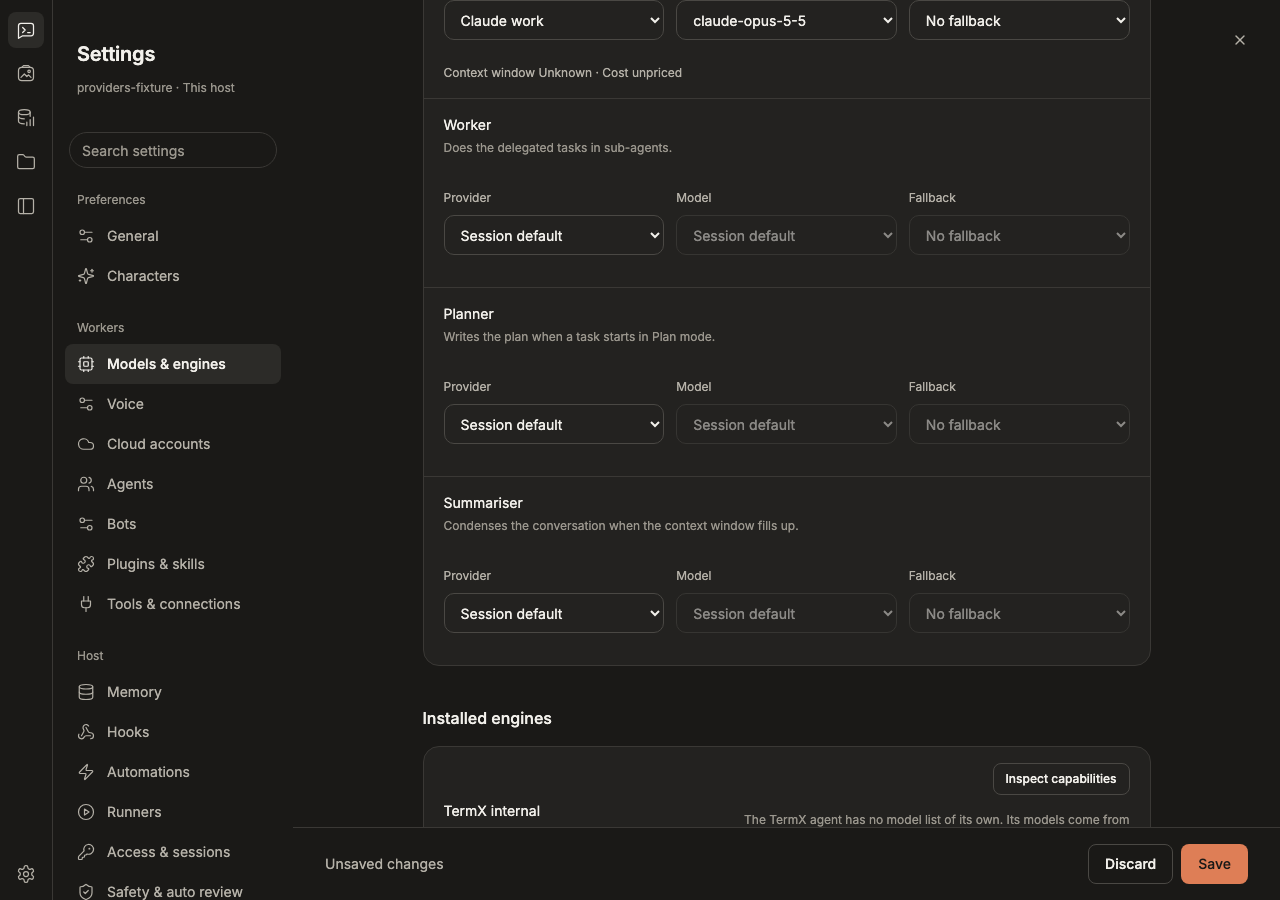 Settings
providers-fixture · This host
Search settings
Preferences
General
Characters
Workers
Models & engines
Voice
Cloud accounts
Agents
Bots
Plugins & skills
Tools & connections
Host
Memory
Hooks
Automations
Runners
Access & sessions
Safety & auto review
Claude work
claude-opus-5-5
No fallback
Context window Unknown · Cost unpriced
Worker
Does the delegated tasks in sub-agents.
Provider
Model
Fallback
Session default
Session default
No fallback
Planner
Writes the plan when a task starts in Plan mode.
Provider
Model
Fallback
Session default
Session default
No fallback
Summariser
Condenses the conversation when the context window fills up.
Provider
Model
Fallback
Session default
Session default
No fallback
Installed engines
Inspect capabilities
TermX internal
The TermX agent has no model list of its own. Its models come from
Unsaved changes
Discard
Save